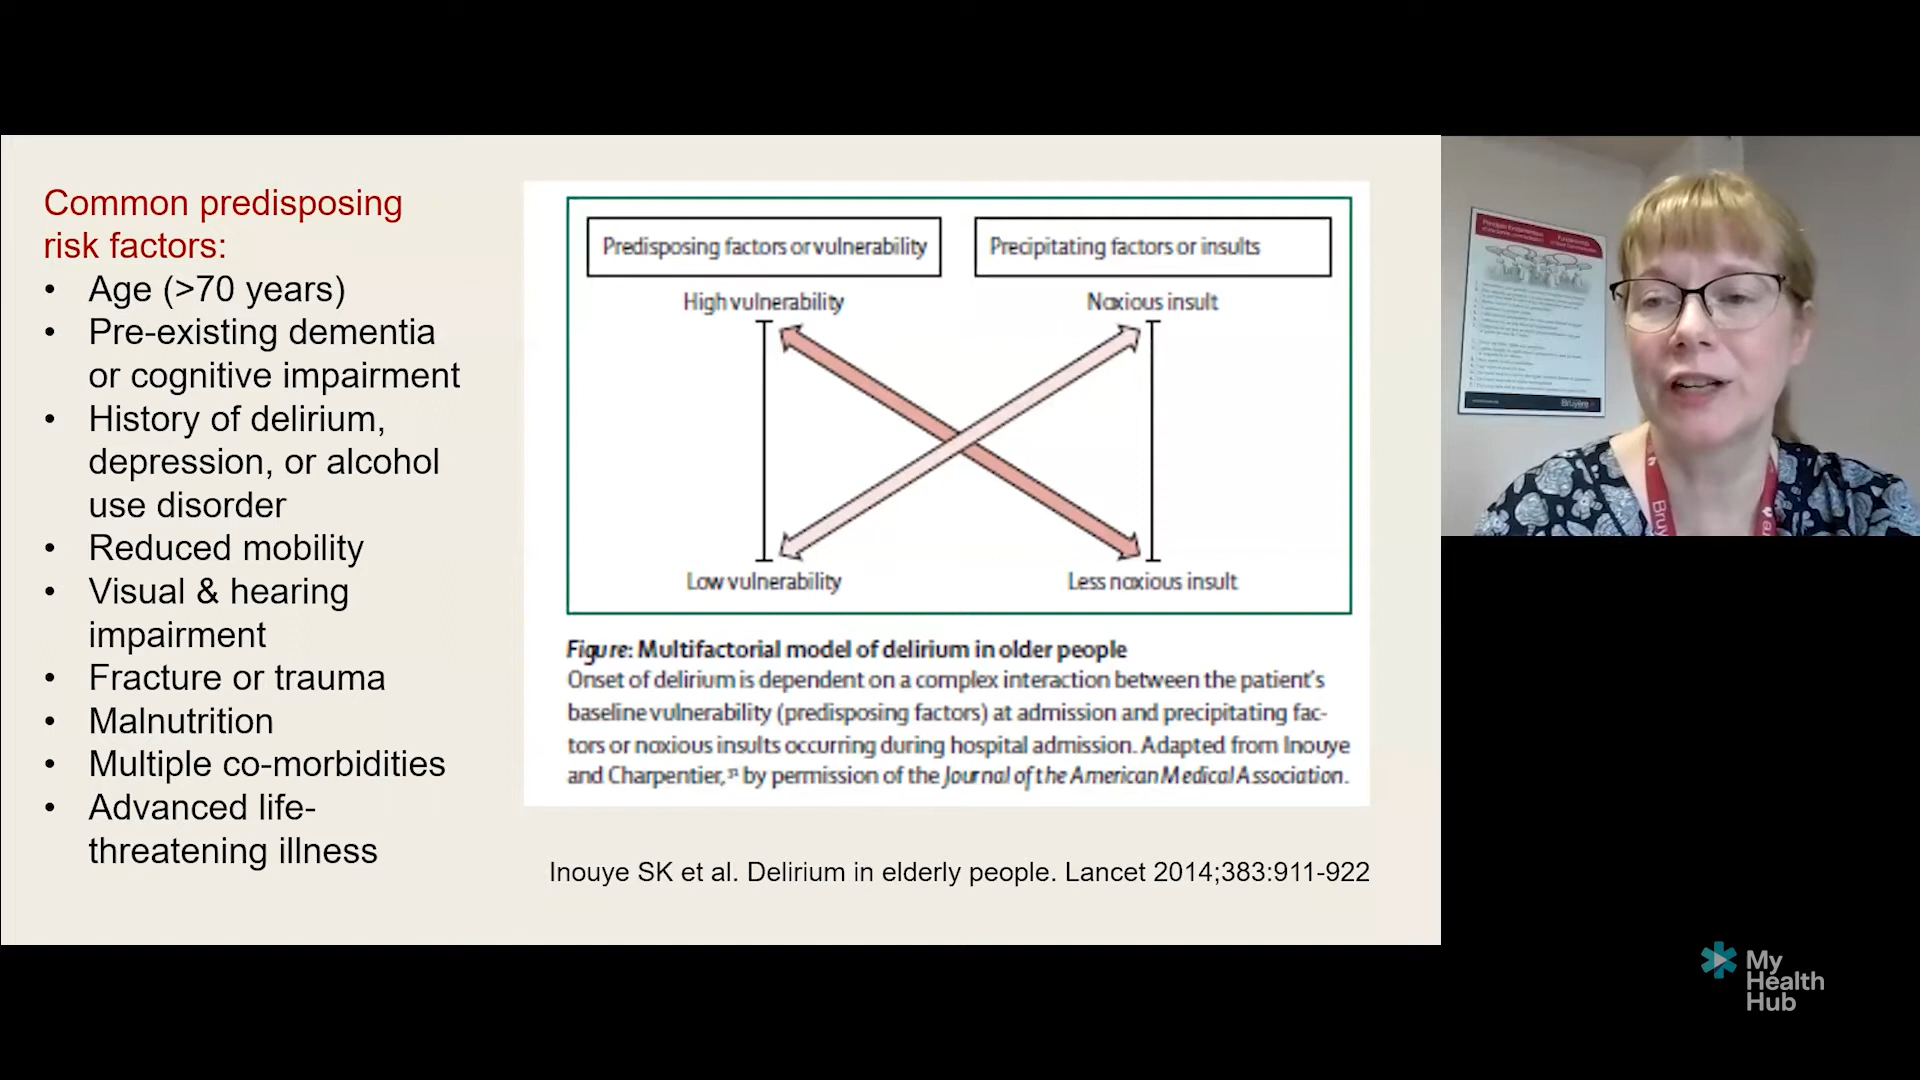 Common predisposing
risk factors:
• Age (>70 years)
• Pre-existing dementia
or cognitive impairment
• History of delirium,
depression, or alcohol
use disorder
• Reduced mobility
• Visual & hearing
impairment
• Fracture or trauma
• Malnutrition
• Multiple co-morbidities
• Advanced life-
threatening illness
Predisposing factors or vulnerability
Precipitating factors or insults
High vulnerability
Noxious insult
Low vulnerability
Less noxious insult
Figure: Multifactorial model of delirium in older people
Onset of delirium is dependent on a complex interaction between the patient's
baseline vulnerability (predisposing factors) at admission and precipitating fac-
tors or noxious insults occurring during hospital admission. Adapted from Inouye
and Charpentier,³¹ by permission of the Journal of the American Medical Association.
Inouye SK et al. Delirium in elderly people. Lancet 2014;383:911-922
Bruyère
Bruy
My
Health
Hub